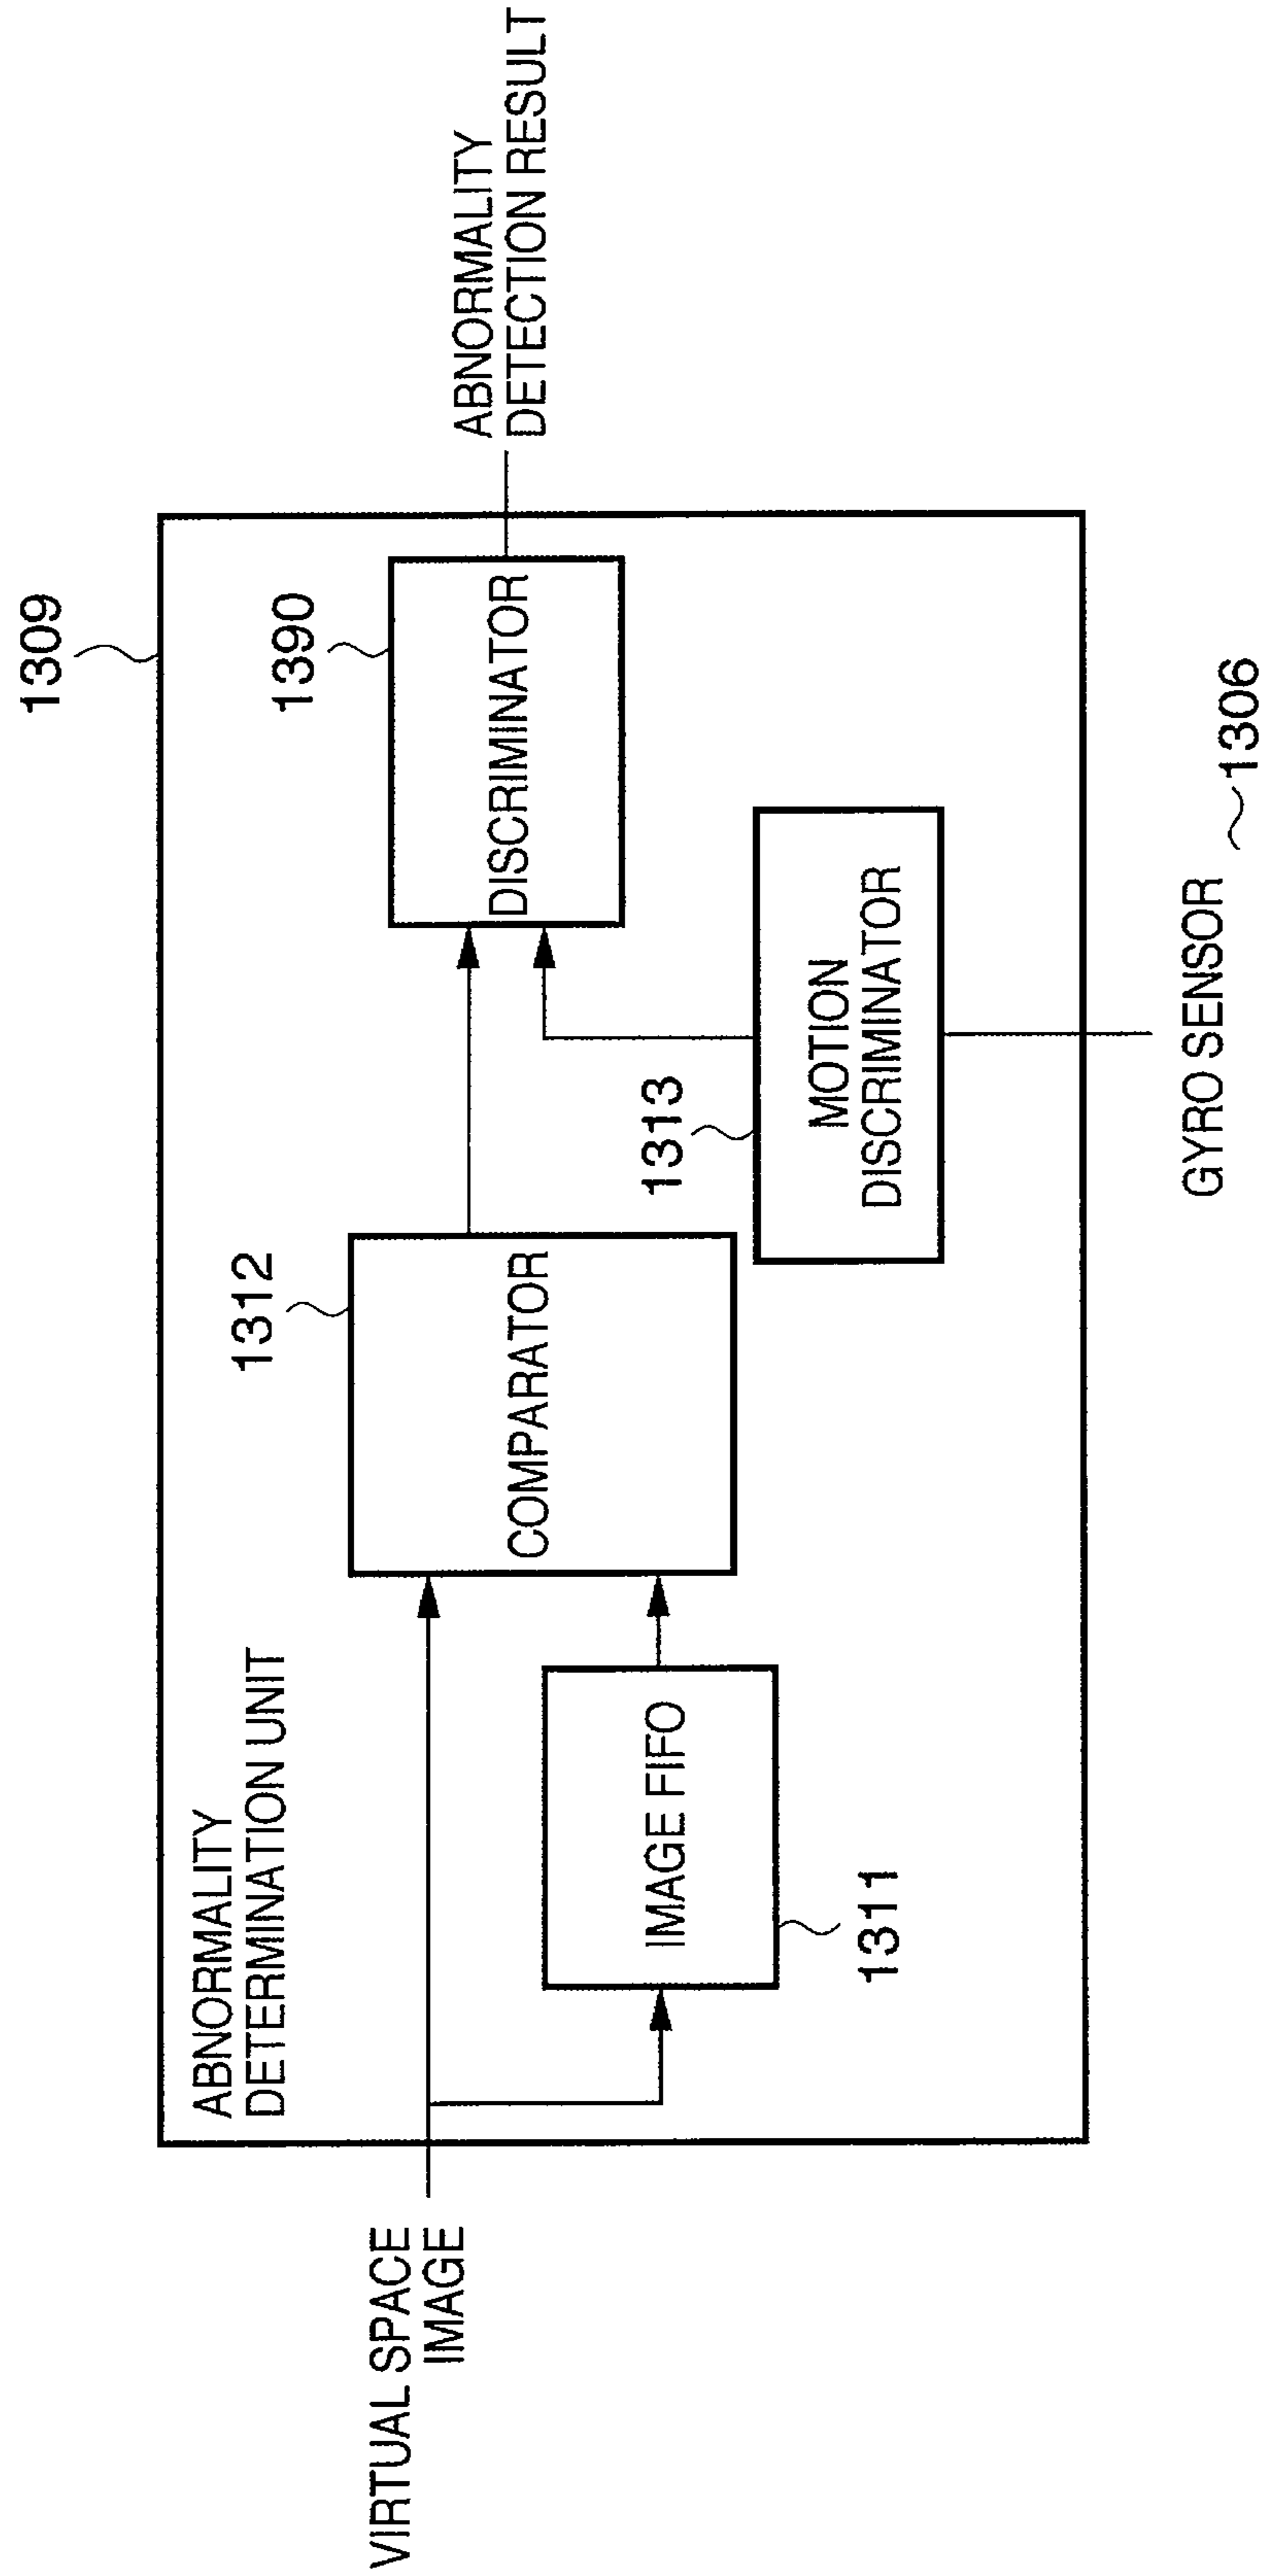 1309
ABNORMALITY
DETERMINATION UNIT
VIRTUAL SPACE
IMAGE
IMAGE FIFO
1311
1312
COMPARATOR
1313
MOTION
DISCRIMINATOR
1390
DISCRIMINATOR
ABNORMALITY
DETECTION RESULT
GYRO SENSOR
1306